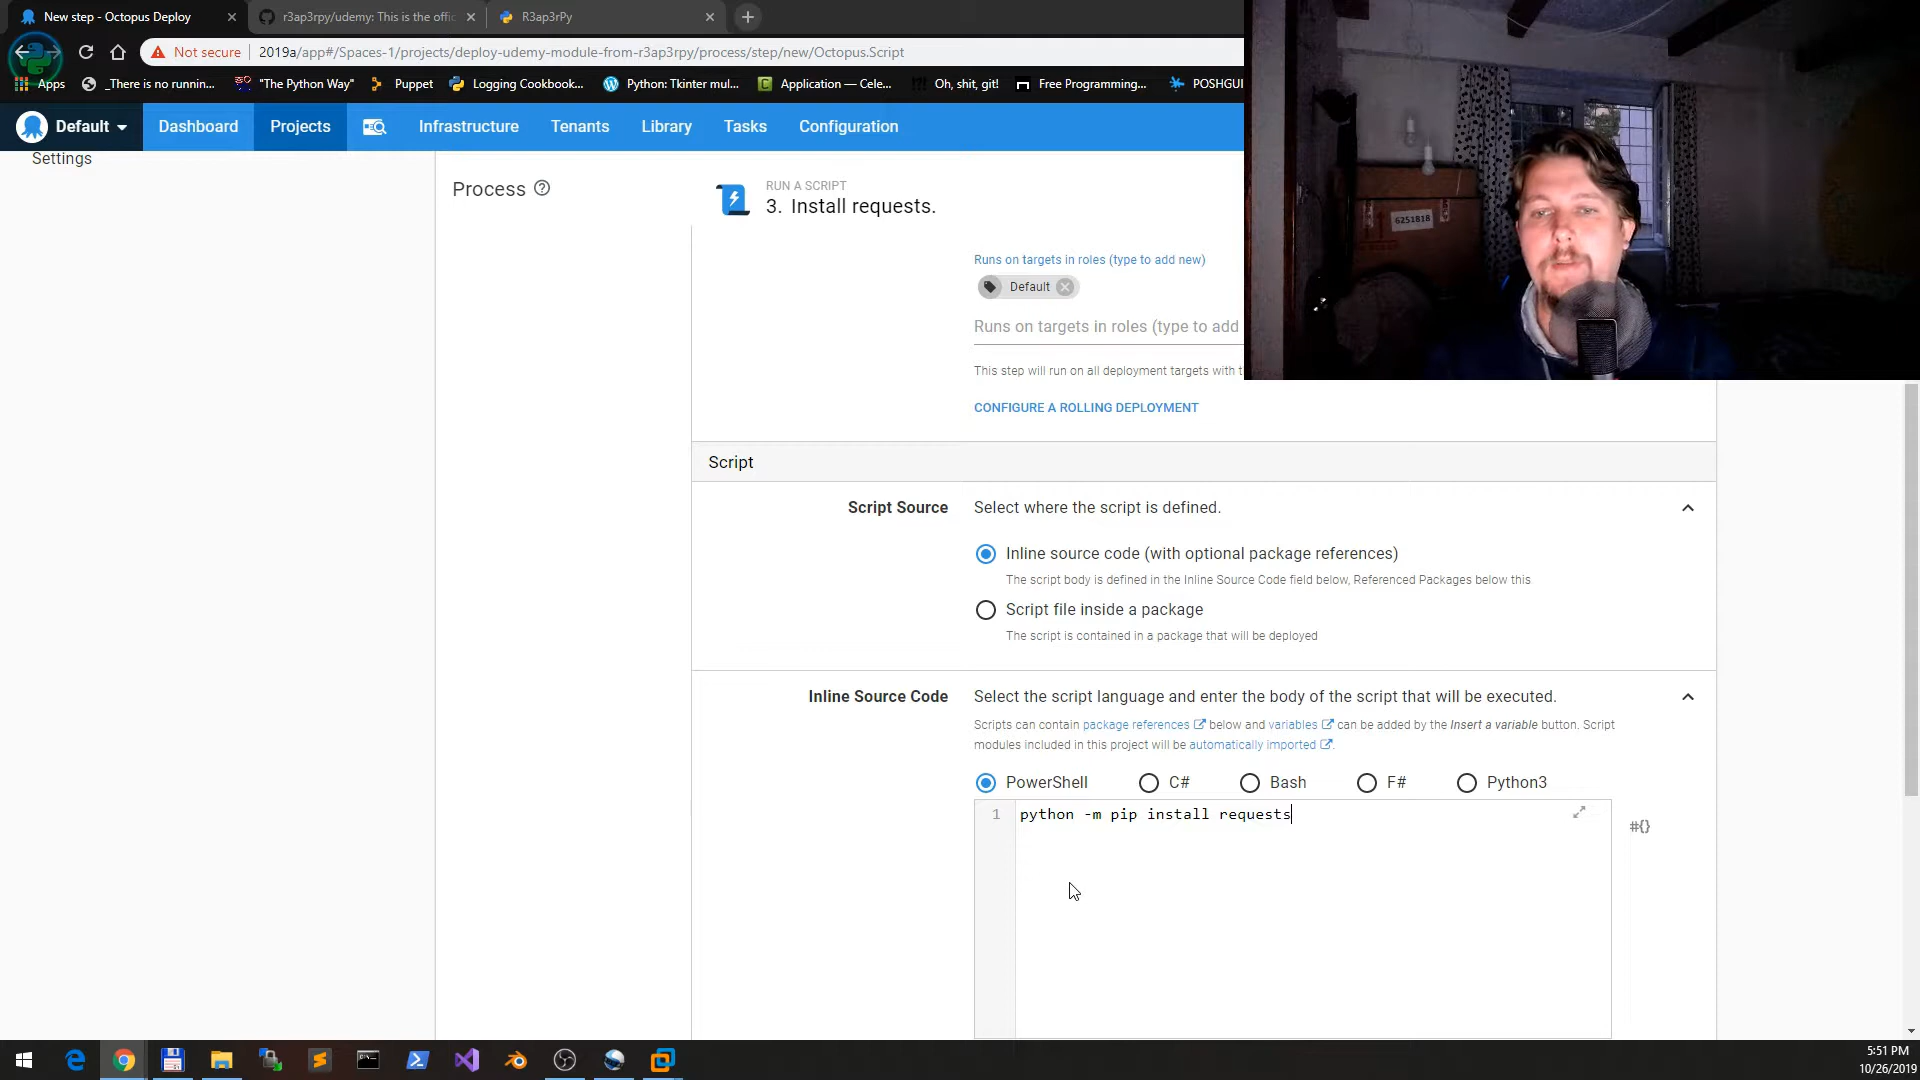 New step - Octopus Deploy
r3ap3rpy/udemy: This is the offic
R3ap3rPy
Not secure
2019a/app#/Spaces-1/projects/deploy-udemy-module-from-r3ap3rpy/process/step/new/Octopus.Script
Apps
_There is no runnin...
"The Python Way"
Puppet
Logging Cookbook...
Python: Tkinter mul...
Application — Cele...
Oh, shit, git!
Free Programming...
POSHGUI
Default
Dashboard
Projects
Infrastructure
Tenants
Library
Tasks
Configuration
Settings
Process
RUN A SCRIPT
3. Install requests.
6251818
Runs on targets in roles (type to add new)
Default
Runs on targets in roles (type to add
This step will run on all deployment targets with t
CONFIGURE A ROLLING DEPLOYMENT
Script
Script Source
Select where the script is defined.
Inline source code (with optional package references)
The script body is defined in the Inline Source Code field below, Referenced Packages below this
Script file inside a package
The script is contained in a package that will be deployed
Inline Source Code
Select the script language and enter the body of the script that will be executed.
Scripts can contain package references below and variables can be added by the Insert a variable button. Script
modules included in this project will be automatically imported.
PowerShell
C#
Bash
F#
Python3
1
python -m pip install requests
#{}
5:51 PM
10/26/2019